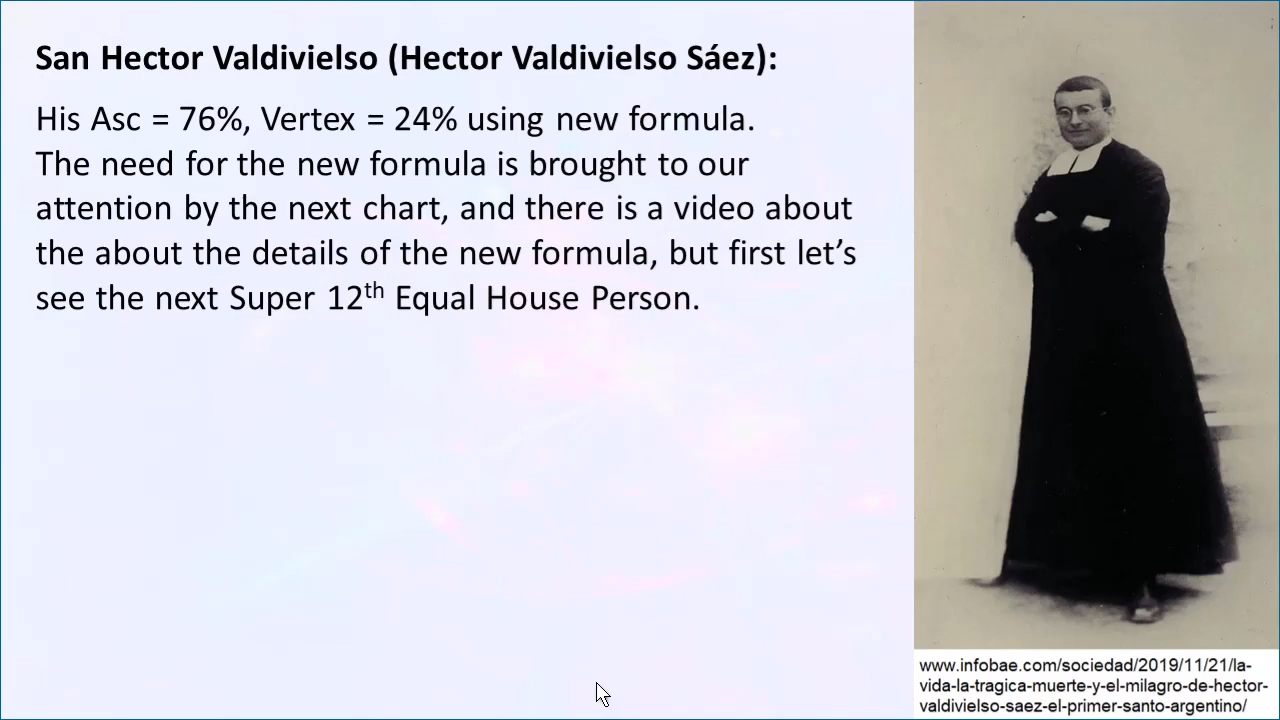 San Hector Valdivielso (Hector Valdivielso Sáez):
His Asc = 76%, Vertex = 24% using new formula.
The need for the new formula is brought to our
attention by the next chart, and there is a video about
the about the details of the new formula, but first let’s
see the next Super 12th Equal House Person.
www.infobae.com/sociedad/2019/11/21/la-
vida-la-tragica-muerte-y-el-milagro-de-hector-
valdivielso-saez-el-primer-santo-argentino/